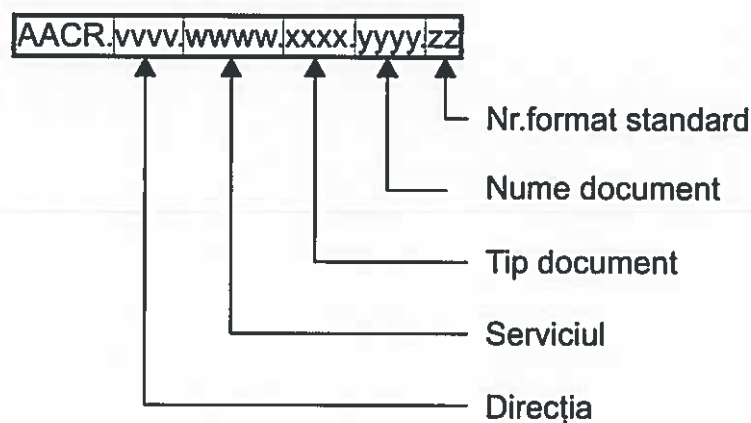 AACR.vvvv.wwww.xxxx.yyyy.zz
Nr.format standard
Nume document
Tip document
Serviciul
Direcția